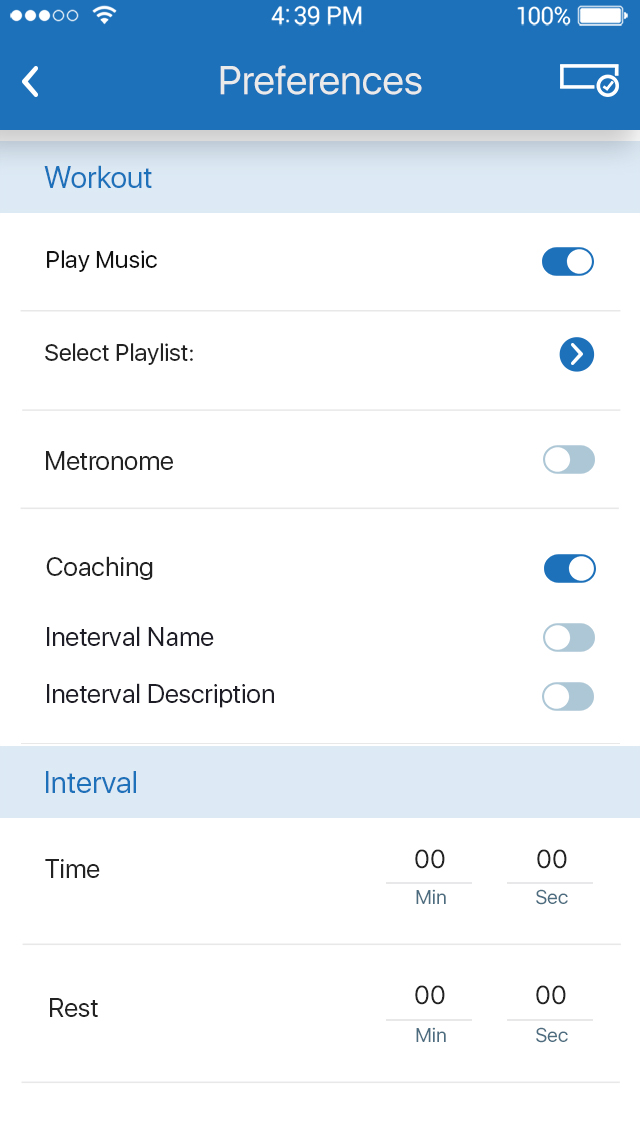 4:39 PM 100%
Preferences
Workout
Play Music
Select Playlist:
Metronome
Coaching
Ineterval Name
Ineterval Description
Interval
Time 00 00
Min Sec
Rest 00 00
Min Sec